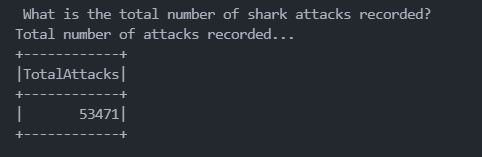 What is the total number of shark attacks recorded?
Total number of attacks recorded...
+------------+
|TotalAttacks|
+------------+
|       53471|
+------------+